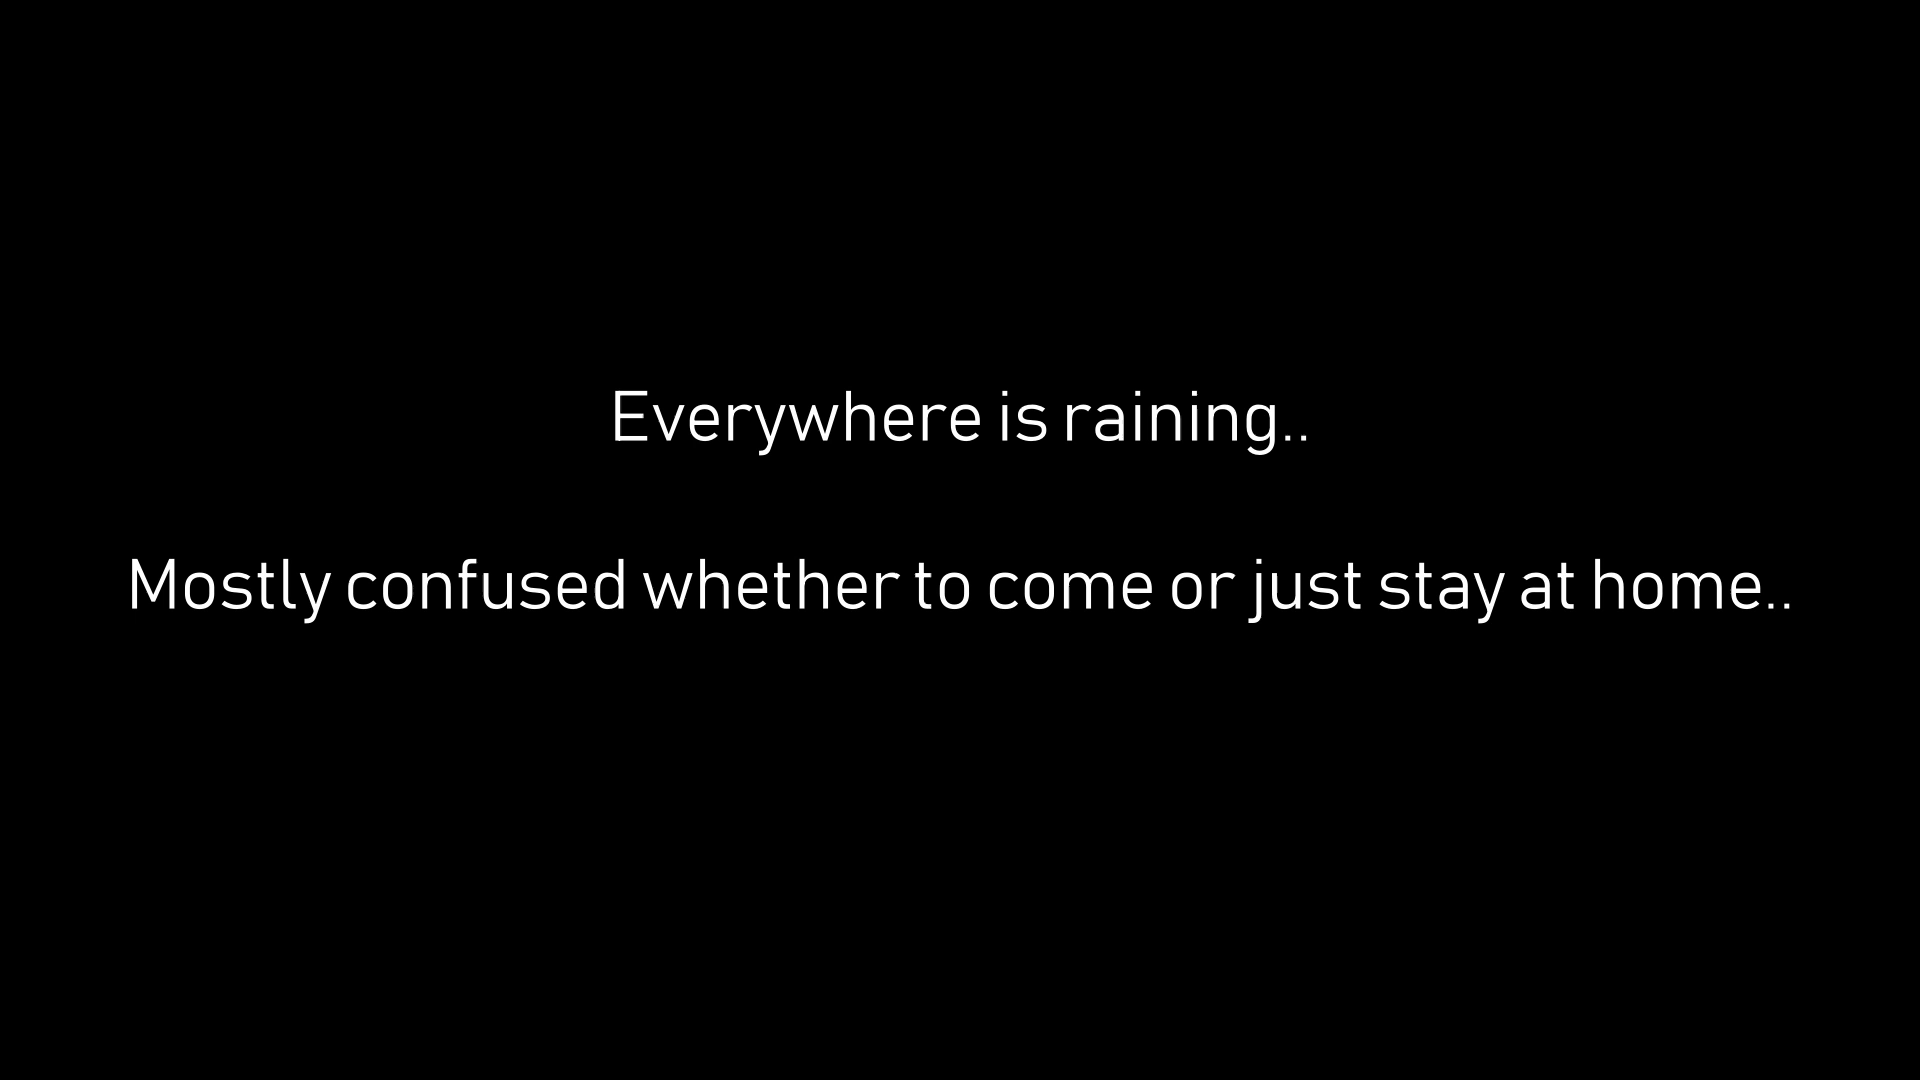 Everywhere is raining..
Mostly confused whether to come or just stay at home..